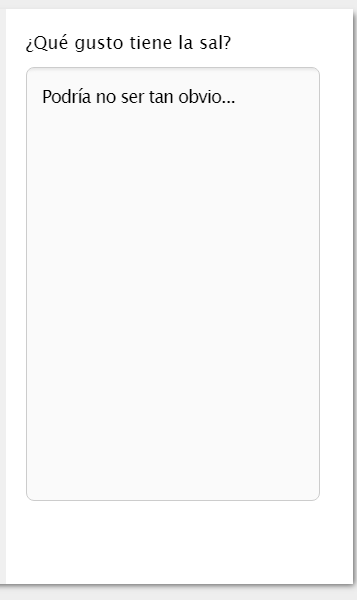 ¿Qué gusto tiene la sal?
Podría no ser tan obvio...